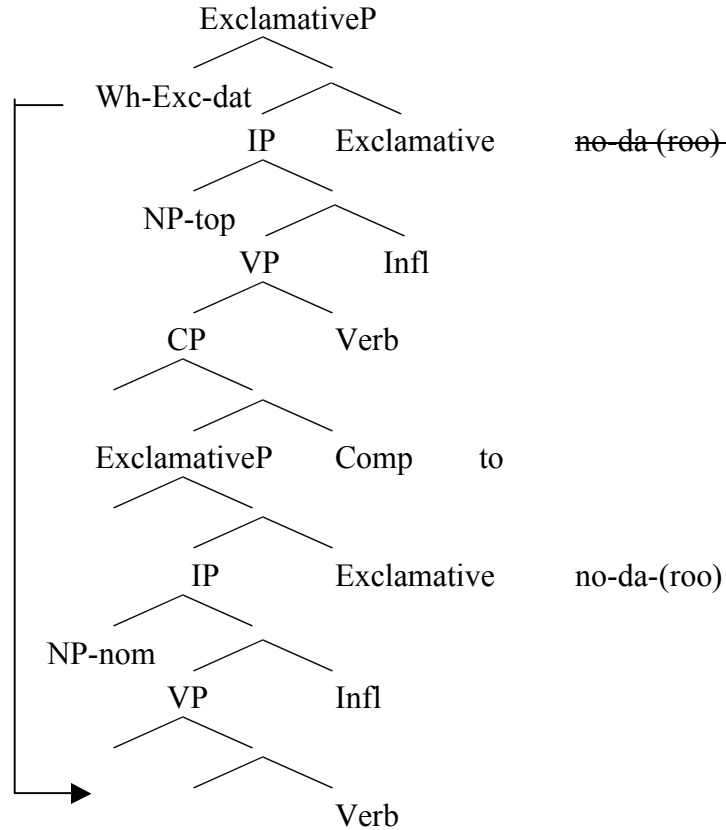 ExclamativeP
Wh-Exc-dat
IP Exclamative no-da (roo)
NP-top
VP Infl
CP Verb
ExclamativeP Comp to
IP Exclamative no-da-(roo)
NP-nom
VP Infl
Verb